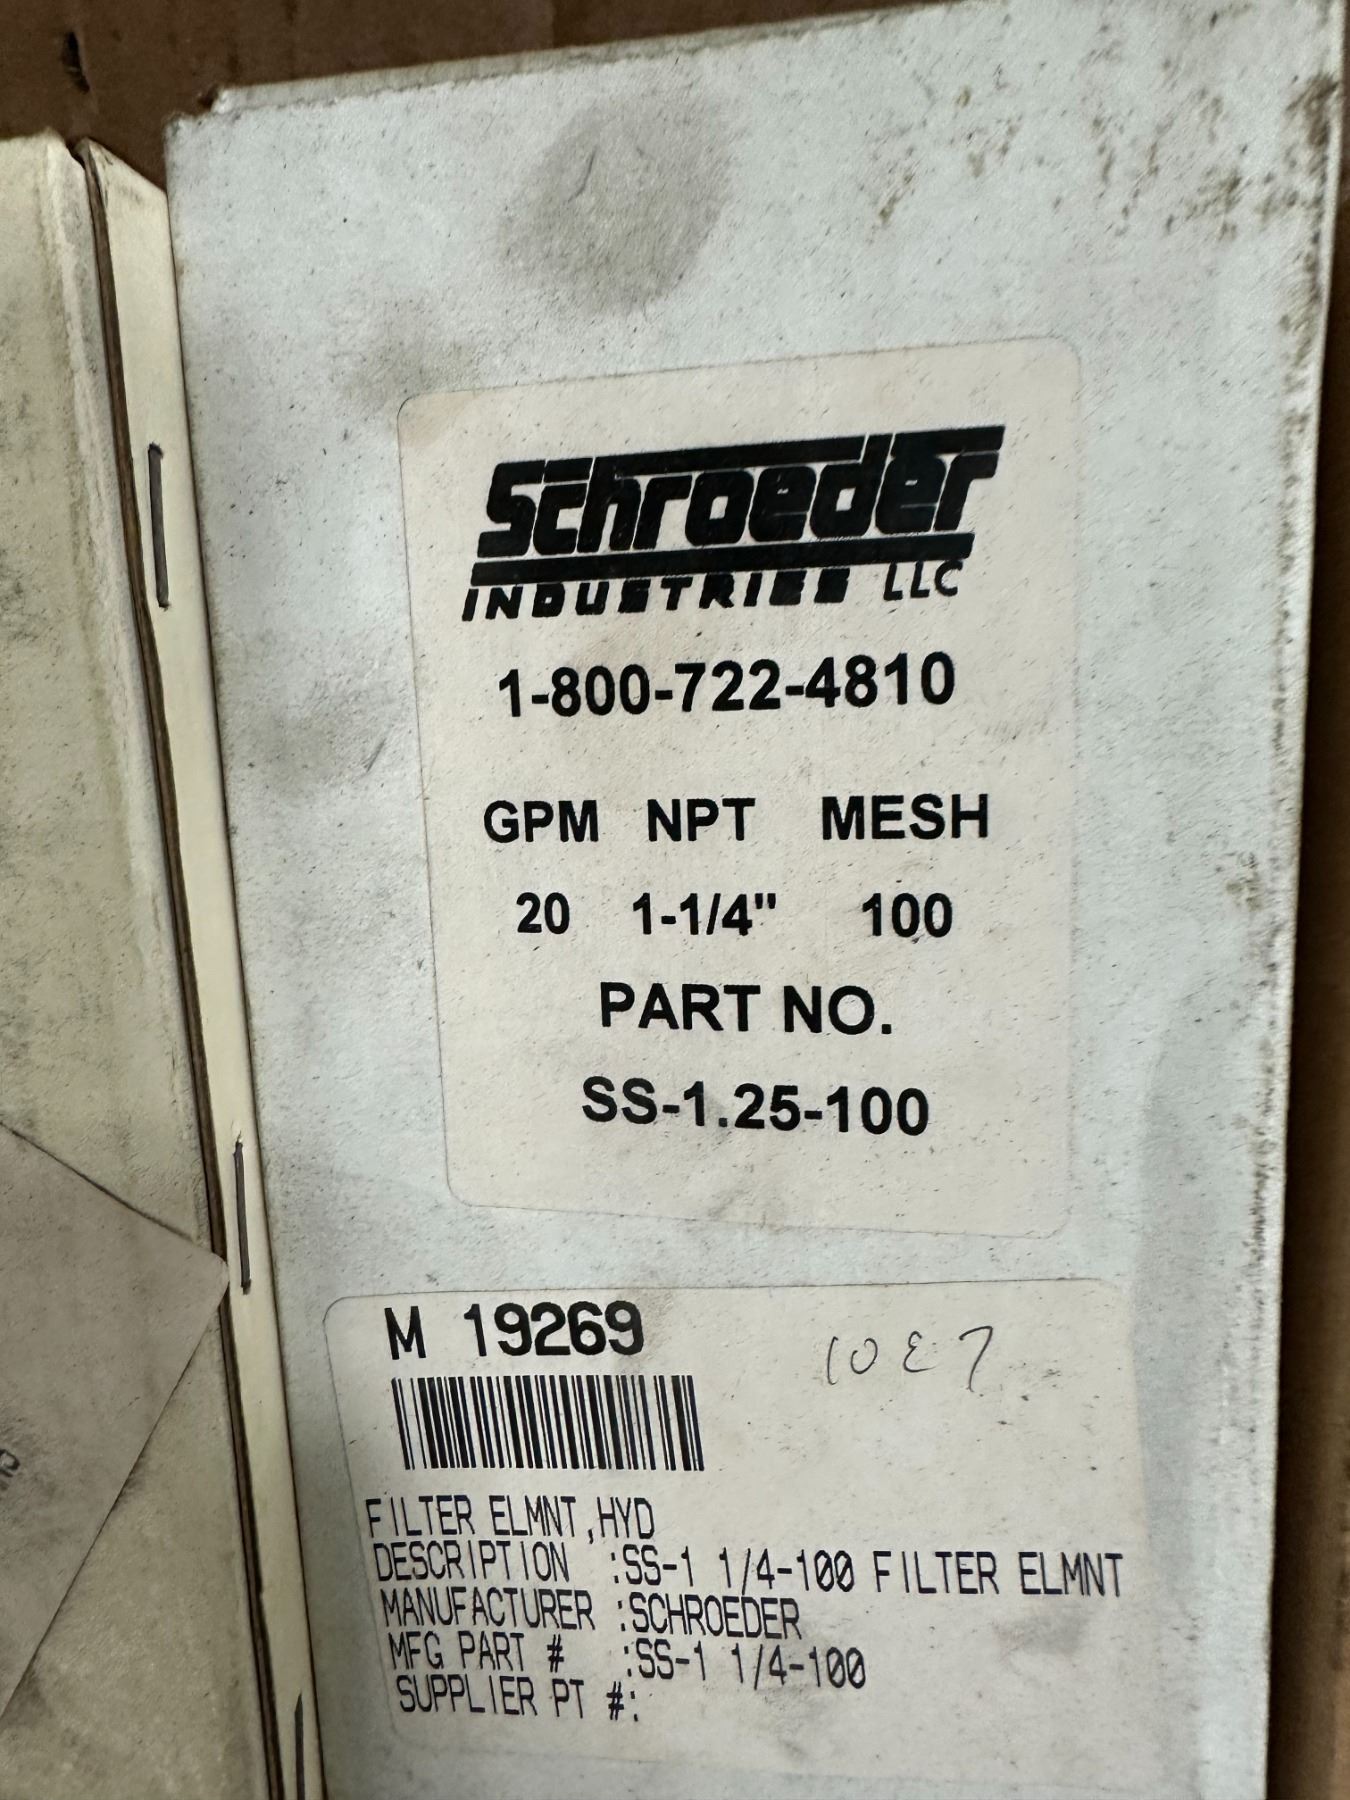 Schroeder
INDUSTRIES LLC
1-800-722-4810
GPM NPT MESH
20 1-1/4" 100
PART NO.
SS-1.25-100
M 19269
10E7
FILTER ELMNT,HYD
DESCRIPTION :SS-1 1/4-100 FILTER ELMNT
MANUFACTURER :SCHROEDER
MFG PART # :SS-1 1/4-100
SUPPLIER PT #: